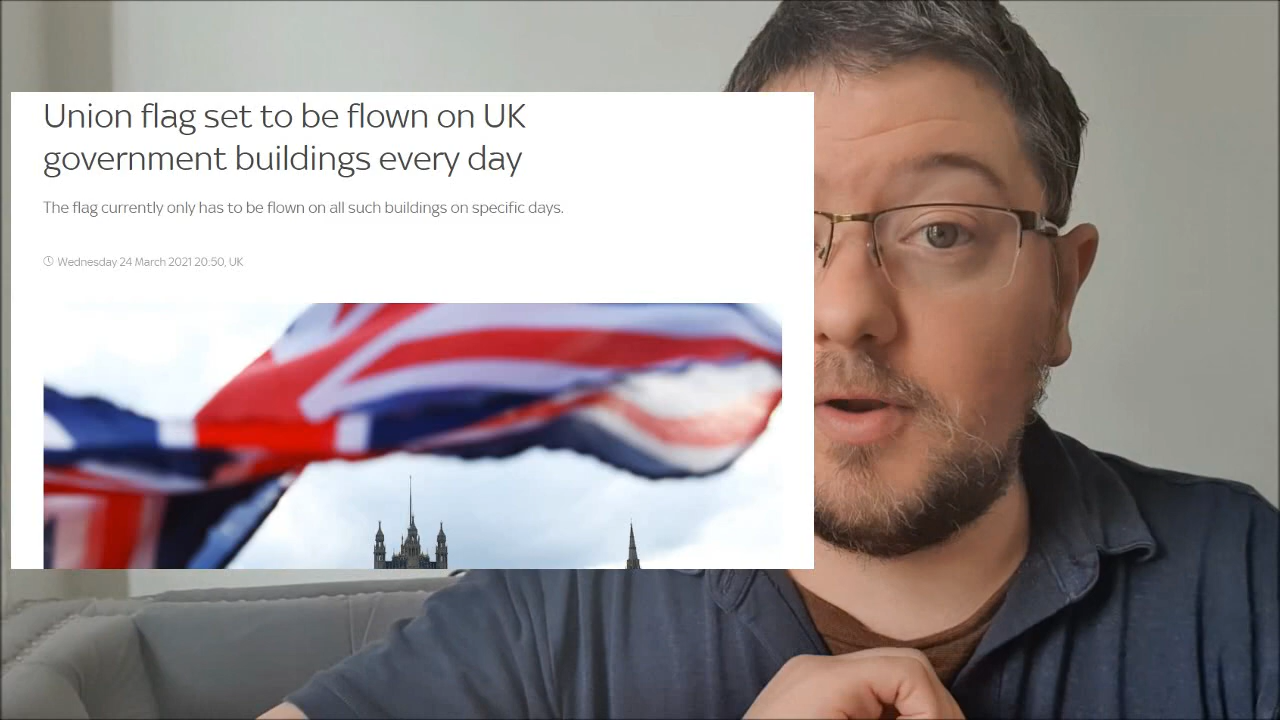 Union flag set to be flown on UK
government buildings every day
The flag currently only has to be flown on all such buildings on specific days.
Wednesday 24 March 2021 20:50, UK